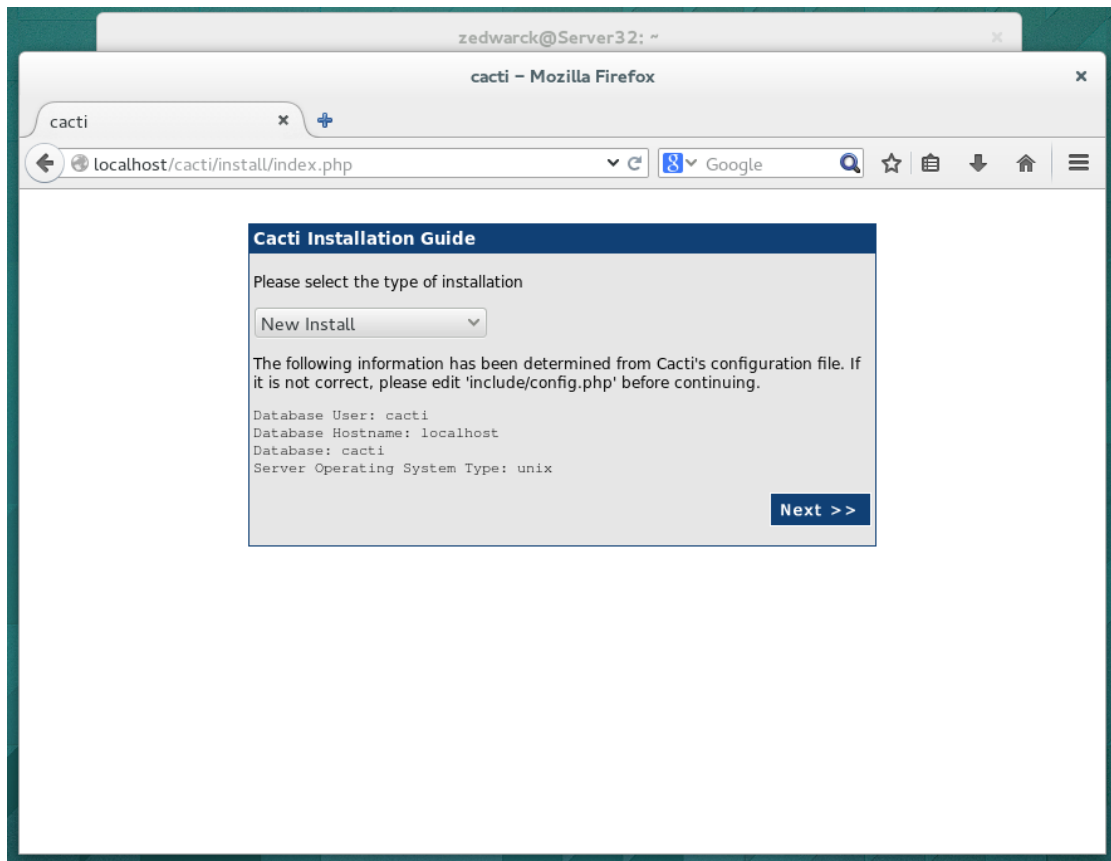 zedwarck@Server32: ~
cacti – Mozilla Firefox
cacti
localhost/cacti/install/index.php
8
Google
Cacti Installation Guide
Please select the type of installation
New Install
The following information has been determined from Cacti's configuration file. If
it is not correct, please edit 'include/config.php' before continuing.
Database User: cacti
Database Hostname: localhost
Database: cacti
Server Operating System Type: unix
Next >>